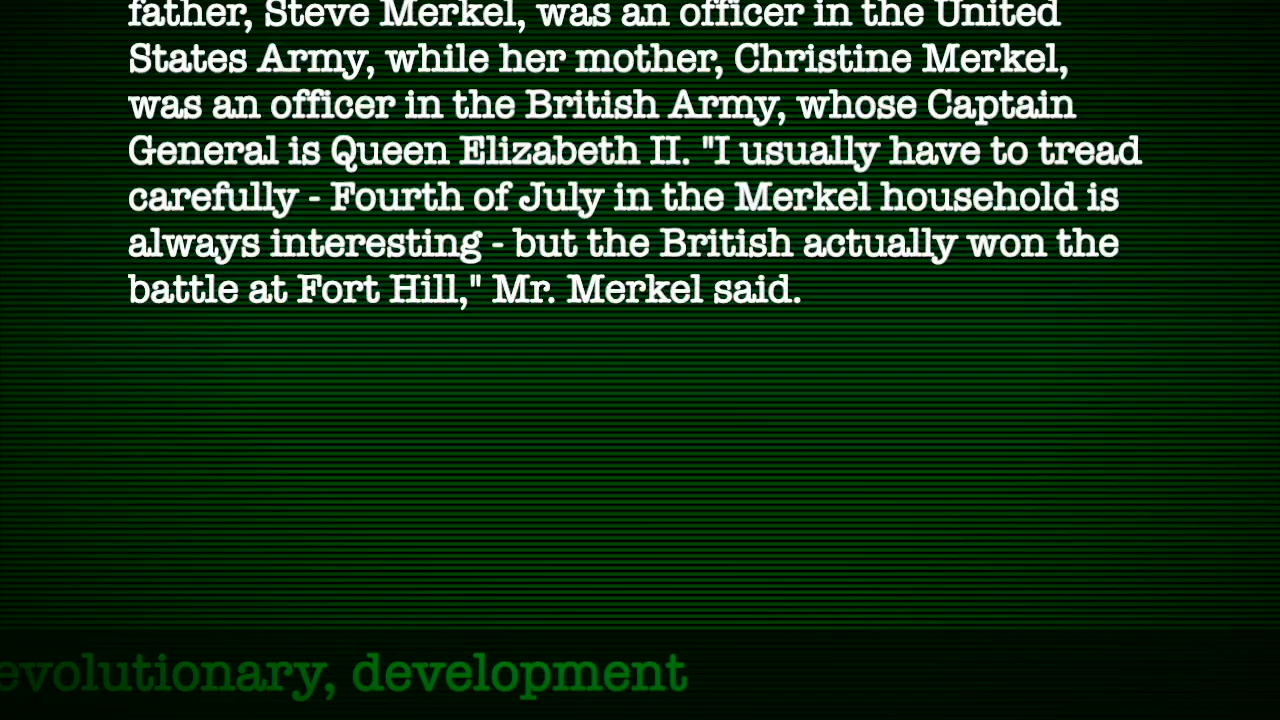 father, Steve Merkel, was an officer in the United
States Army, while her mother, Christine Merkel,
was an officer in the British Army, whose Captain
General is Queen Elizabeth II. "I usually have to tread
carefully - Fourth of July in the Merkel household is
always interesting - but the British actually won the
battle at Fort Hill," Mr. Merkel said.
evolutionary, development